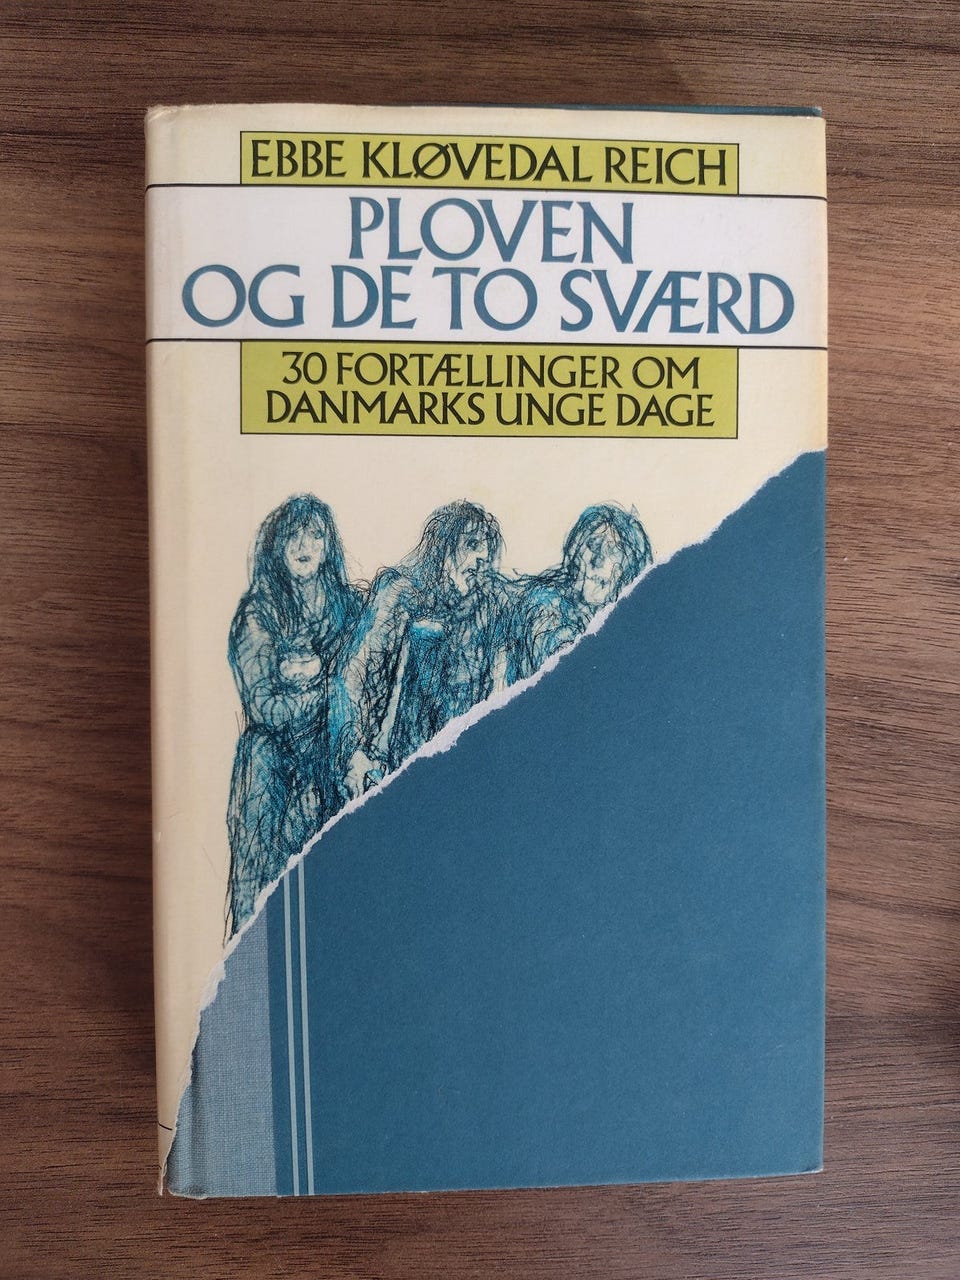 EBBE KLØVEDAL REICH
PLOVEN
OG DE TO SVÆRD
30 FORTÆLLINGER OM
DANMARKS UNGE DAGE